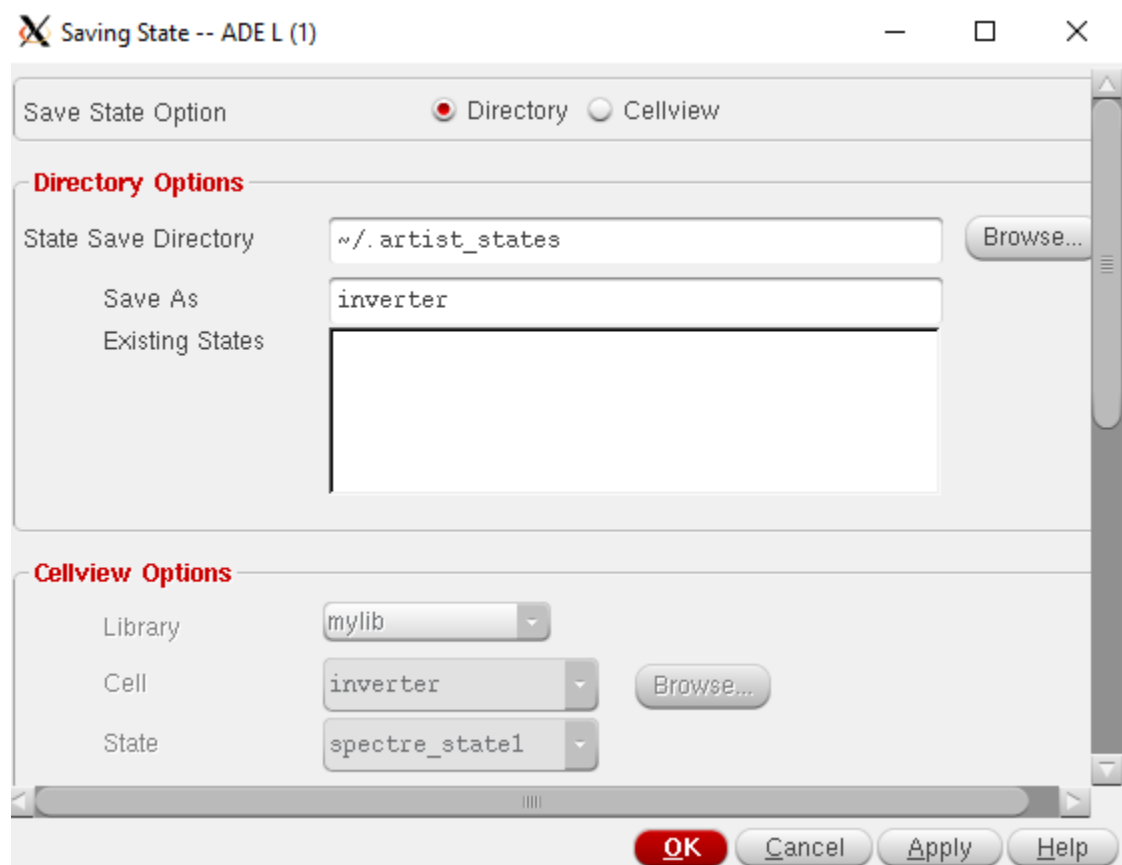 Saving State -- ADE L (1)
Save State Option Directory Cellview
Directory Options
State Save Directory ~/.artist_states Browse...
Save As inverter
Existing States
Cellview Options
Library mylib
Cell inverter Browse...
State spectre_state1
OK Cancel Apply Help